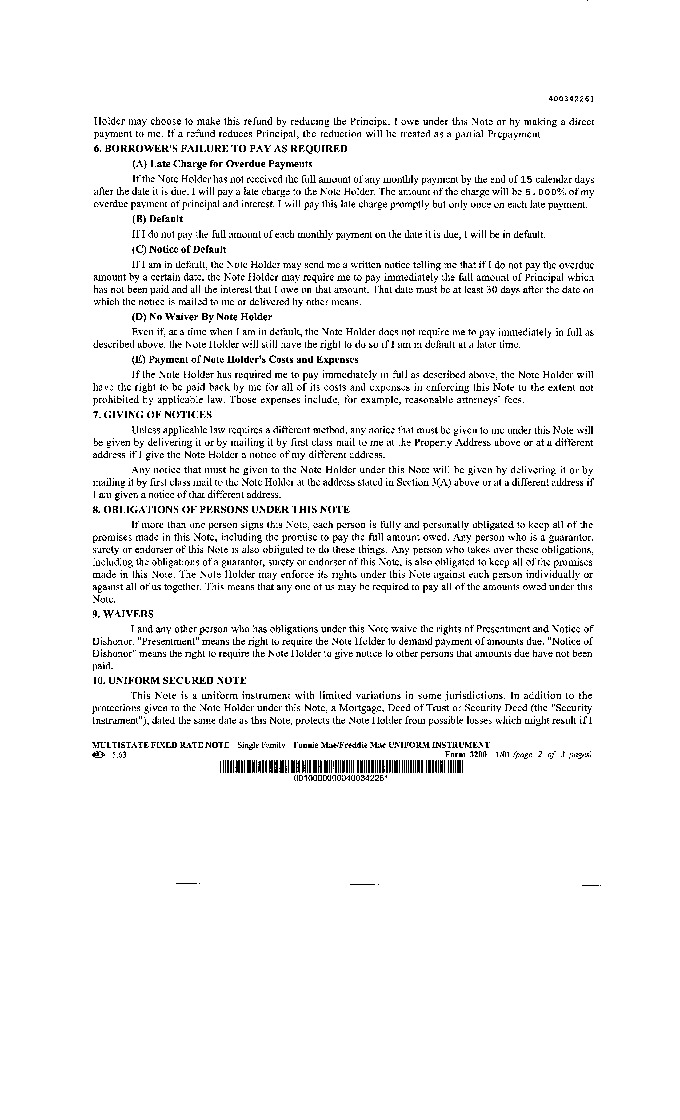 400342261
Holder may choose to make this refund by reducing the Principal I owe under this Note or by making a direct
payment to me. If a refund reduces Principal, the reduction will be treated as a partial Prepayment
6. BORROWER'S FAILURE TO PAY AS REQUIRED
(A) Late Charge for Overdue Payments
If the Note Holder has not received the full amount of any monthly payment by the end of 15 calendar days
after the date it is due, I will pay a late charge to the Note Holder. The amount of the charge will be 5.000% of my
overdue payment of principal and interest. I will pay this late charge promptly but only once on each late payment.
(B) Default
If I do not pay the full amount of each monthly payment on the date it is due, I will be in default.
(C) Notice of Default
If I am in default, the Note Holder may send me a written notice telling me that if I do not pay the overdue
amount by a certain date, the Note Holder may require me to pay immediately the full amount of Principal which
has not been paid and all the interest that I owe on that amount. That date must be at least 30 days after the date on
which the notice is mailed to me or delivered by other means.
(D) No Waiver By Note Holder
Even if, at a time when I am in default, the Note Holder does not require me to pay immediately in full as
described above, the Note Holder will still have the right to do so if I am in default at a later time.
(E) Payment of Note Holder's Costs and Expenses
If the Note Holder has required me to pay immediately in full as described above, the Note Holder will
have the right to be paid back by me for all of its costs and expenses in enforcing this Note to the extent not
prohibited by applicable law. Those expenses include, for example, reasonable attorneys' fees.
7. GIVING OF NOTICES
Unless applicable law requires a different method, any notice that must be given to me under this Note will
be given by delivering it or by mailing it by first class mail to me at the Property Address above or at a different
address if I give the Note Holder a notice of my different address.
Any notice that must be given to the Note Holder under this Note will be given by delivering it or by
mailing it by first class mail to the Note Holder at the address stated in Section 3(A) above or at a different address if
I am given a notice of that different address.
8. OBLIGATIONS OF PERSONS UNDER THIS NOTE
If more than one person signs this Note, each person is fully and personally obligated to keep all of the
promises made in this Note, including the promise to pay the full amount owed. Any person who is a guarantor,
surety or endorser of this Note is also obligated to do these things. Any person who takes over these obligations,
including the obligations of a guarantor, surety or endorser of this Note, is also obligated to keep all of the promises
made in this Note. The Note Holder may enforce its rights under this Note against each person individually or
against all of us together. This means that any one of us may be required to pay all of the amounts owed under this
Note.
9. WAIVERS
I and any other person who has obligations under this Note waive the rights of Presentment and Notice of
Dishonor. "Presentment" means the right to require the Note Holder to demand payment of amounts due. "Notice of
Dishonor" means the right to require the Note Holder to give notice to other persons that amounts due have not been
paid.
10. UNIFORM SECURED NOTE
This Note is a uniform instrument with limited variations in some jurisdictions. In addition to the
protections given to the Note Holder under this Note, a Mortgage, Deed of Trust or Security Deed (the "Security
Instrument"), dated the same date as this Note, protects the Note Holder from possible losses which might result if I
MULTISTATE FIXED RATE NOTE Single Family Fannie Mae/Freddie Mac UNIFORM INSTRUMENT
5.63 Form 3200 1/01 (page 2 of 3 pages)